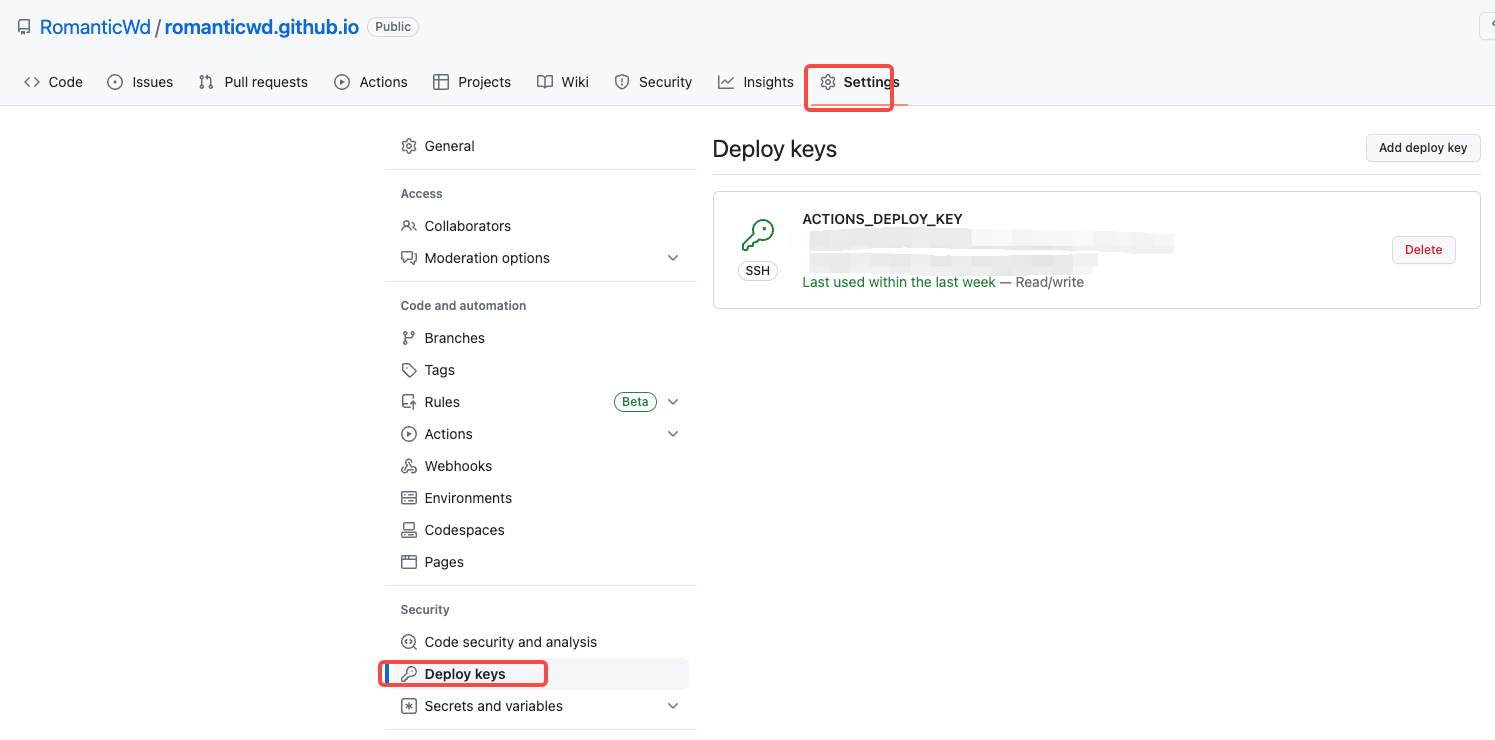 RomanticWd / romanticwd.github.io Public
Code Issues Pull requests Actions Projects Wiki Security Insights Settings
General
Access
Collaborators
Moderation options
Code and automation
Branches
Tags
Rules Beta
Actions
Webhooks
Environments
Codespaces
Pages
Security
Code security and analysis
Deploy keys
Secrets and variables
Deploy keys
Add deploy key
ACTIONS_DEPLOY_KEY
SSH
Last used within the last week — Read/write
Delete